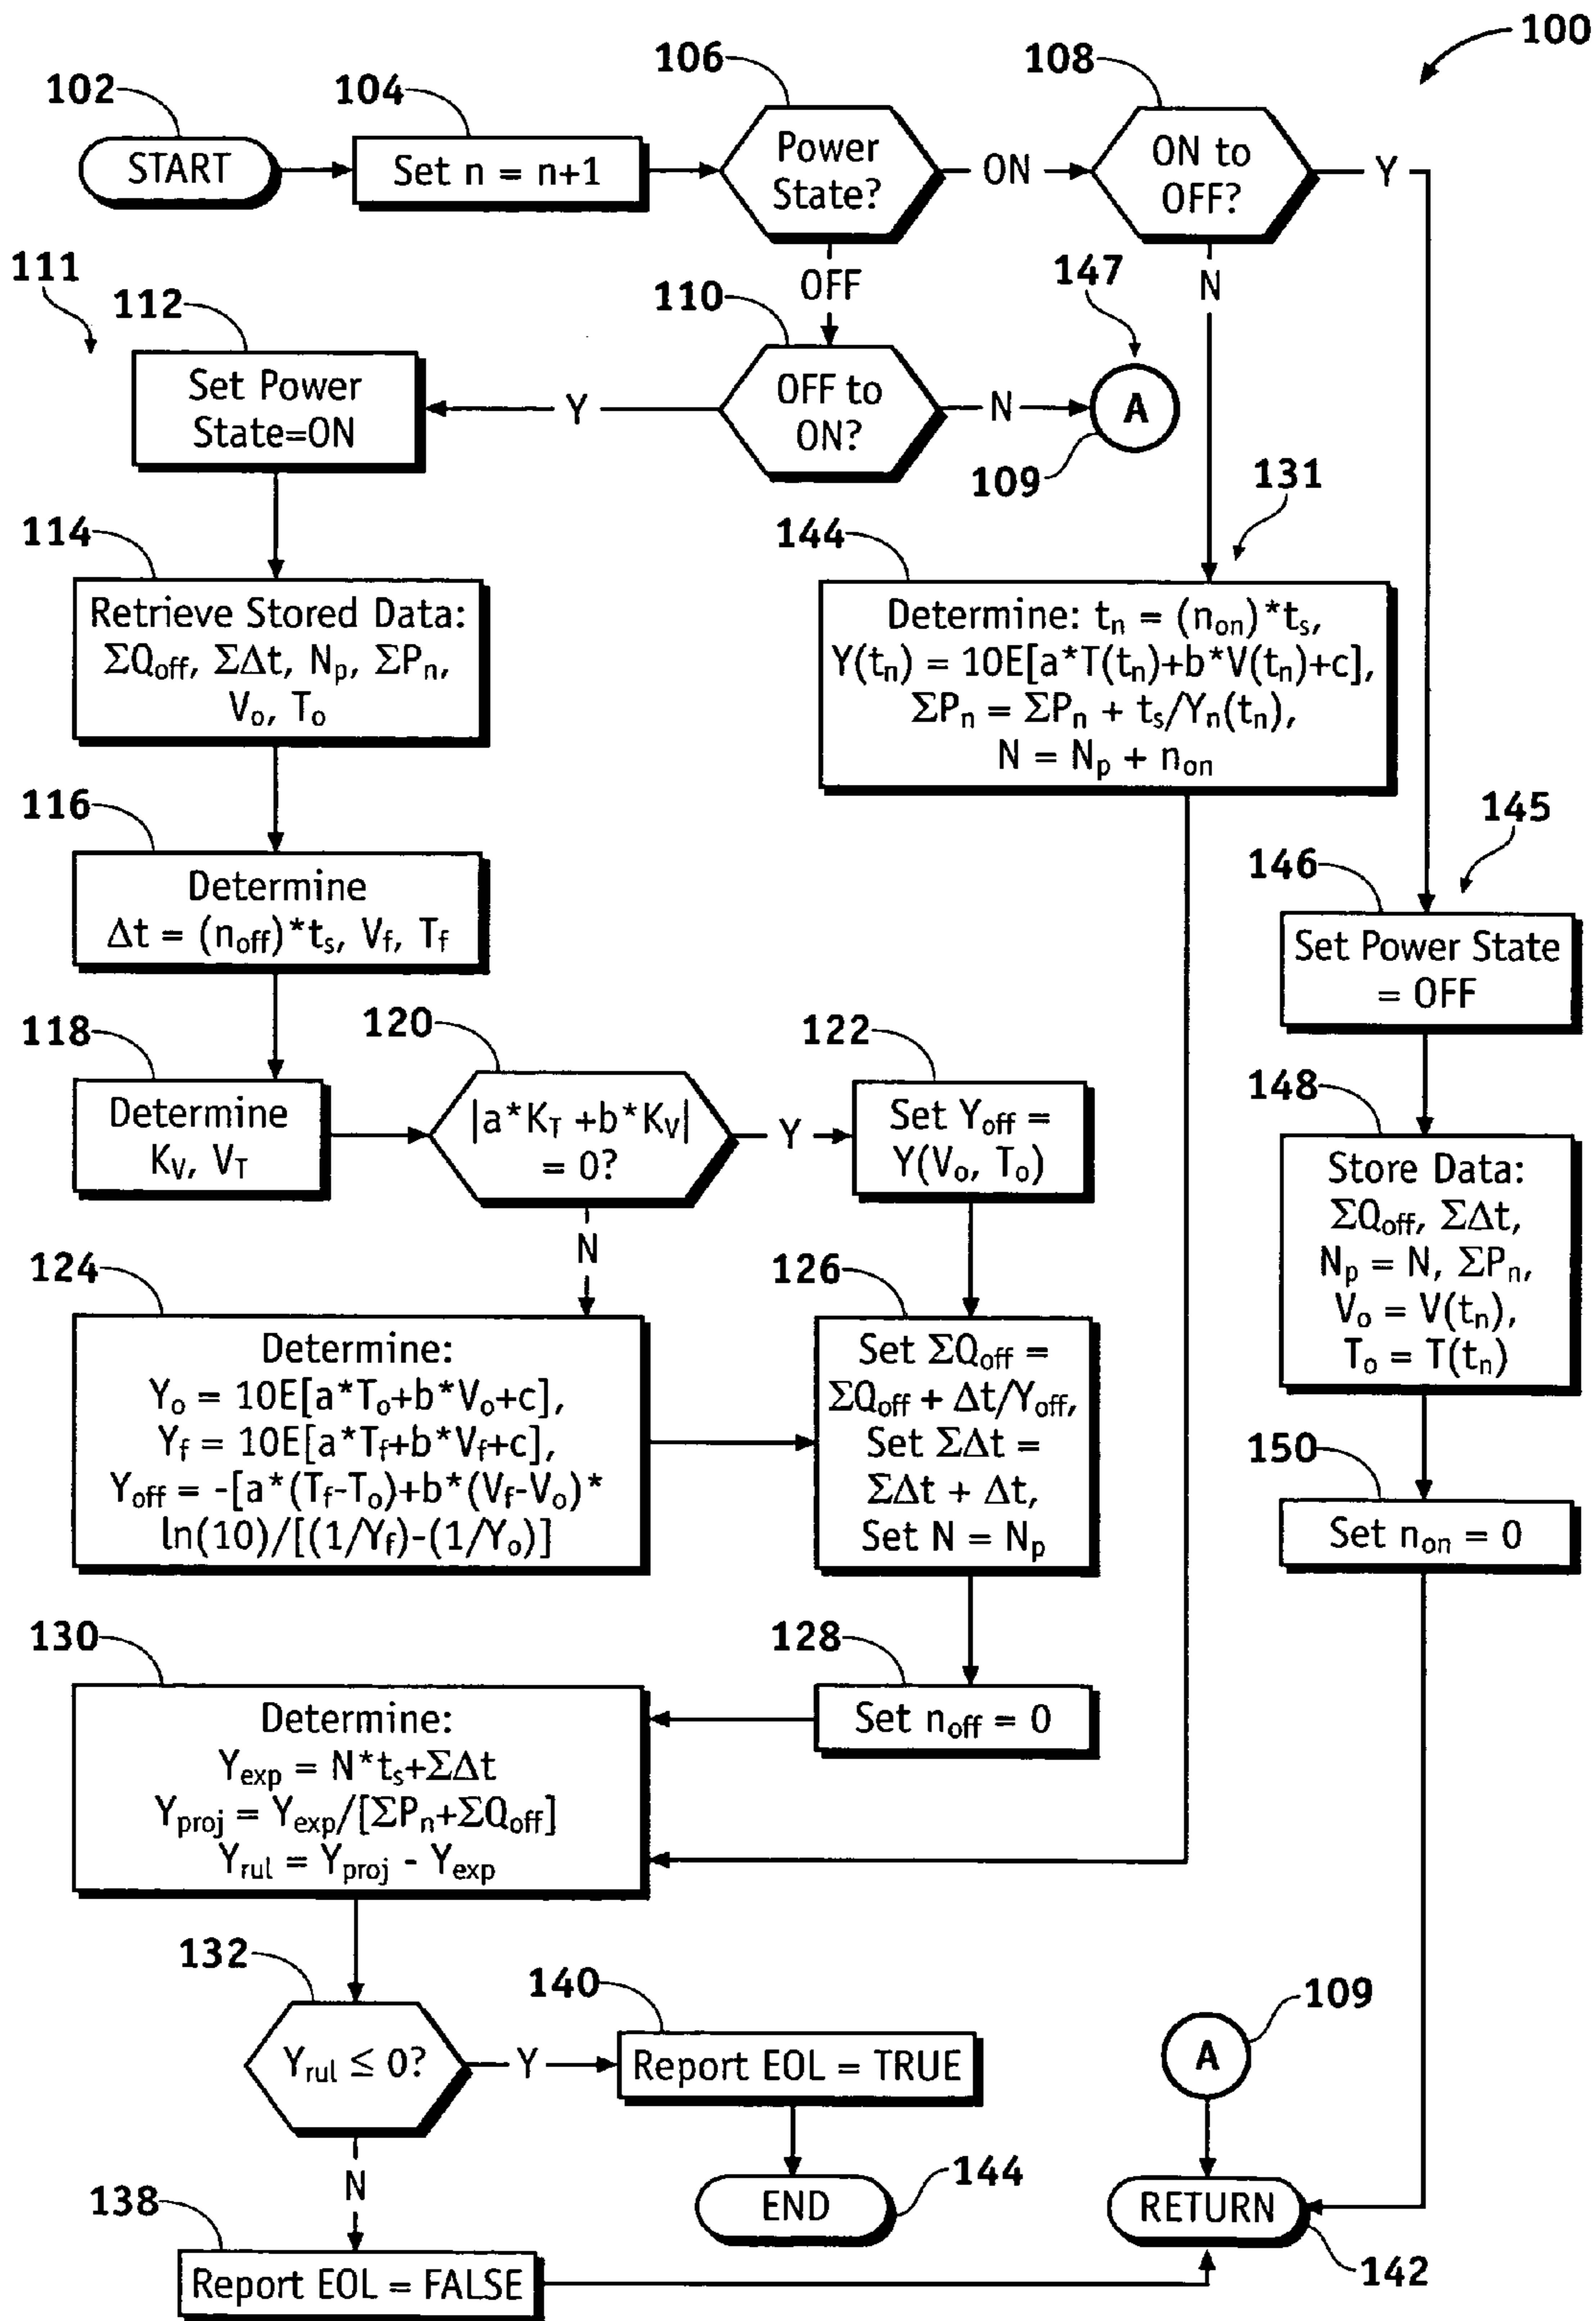 100
106
108
102
104
START
Set n = n+1
Power
State?
ON
ON to
OFF?
Y
OFF
N
111
112
110
147
Set Power
State=ON
Y
OFF to
ON?
N
A
109
131
114
144
Retrieve Stored Data:
ΣQoff, ΣΔt, Np, ΣPn,
Vo, To
Determine: tn = (non)*ts,
Y(tn) = 10E[a*T(tn)+b*V(tn)+c],
ΣPn = ΣPn + ts/Yn(tn),
N = Np + non
116
145
146
Determine
Δt = (noff)*ts, Vf, Tf
Set Power State
= OFF
118
120
122
148
Determine
KV, VT
|a*KT +b*KV|
= 0?
Y
Set Yoff =
Y(Vo, To)
Store Data:
ΣQoff, ΣΔt,
Np = N, ΣPn,
Vo = V(tn),
To = T(tn)
N
124
126
Determine:
Yo = 10E[a*To+b*Vo+c],
Yf = 10E[a*Tf+b*Vf+c],
Yoff = -[a*(Tf-To)+b*(Vf-Vo)*
ln(10)/[(1/Yf)-(1/Yo)]
Set ΣQoff =
ΣQoff + Δt/Yoff,
Set ΣΔt =
ΣΔt + Δt,
Set N = Np
150
Set non = 0
130
128
Determine:
Yexp = N*ts+ΣΔt
Yproj = Yexp/[ΣPn+ΣQoff]
Yrul = Yproj - Yexp
Set noff = 0
132
140
109
Yrul ≤ 0?
Y
Report EOL = TRUE
A
N
END
144
RETURN
142
138
Report EOL = FALSE